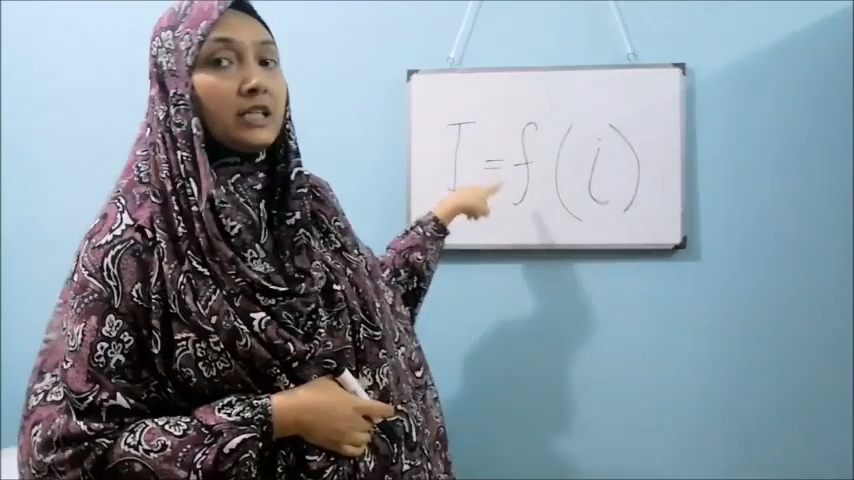 I = f(i)